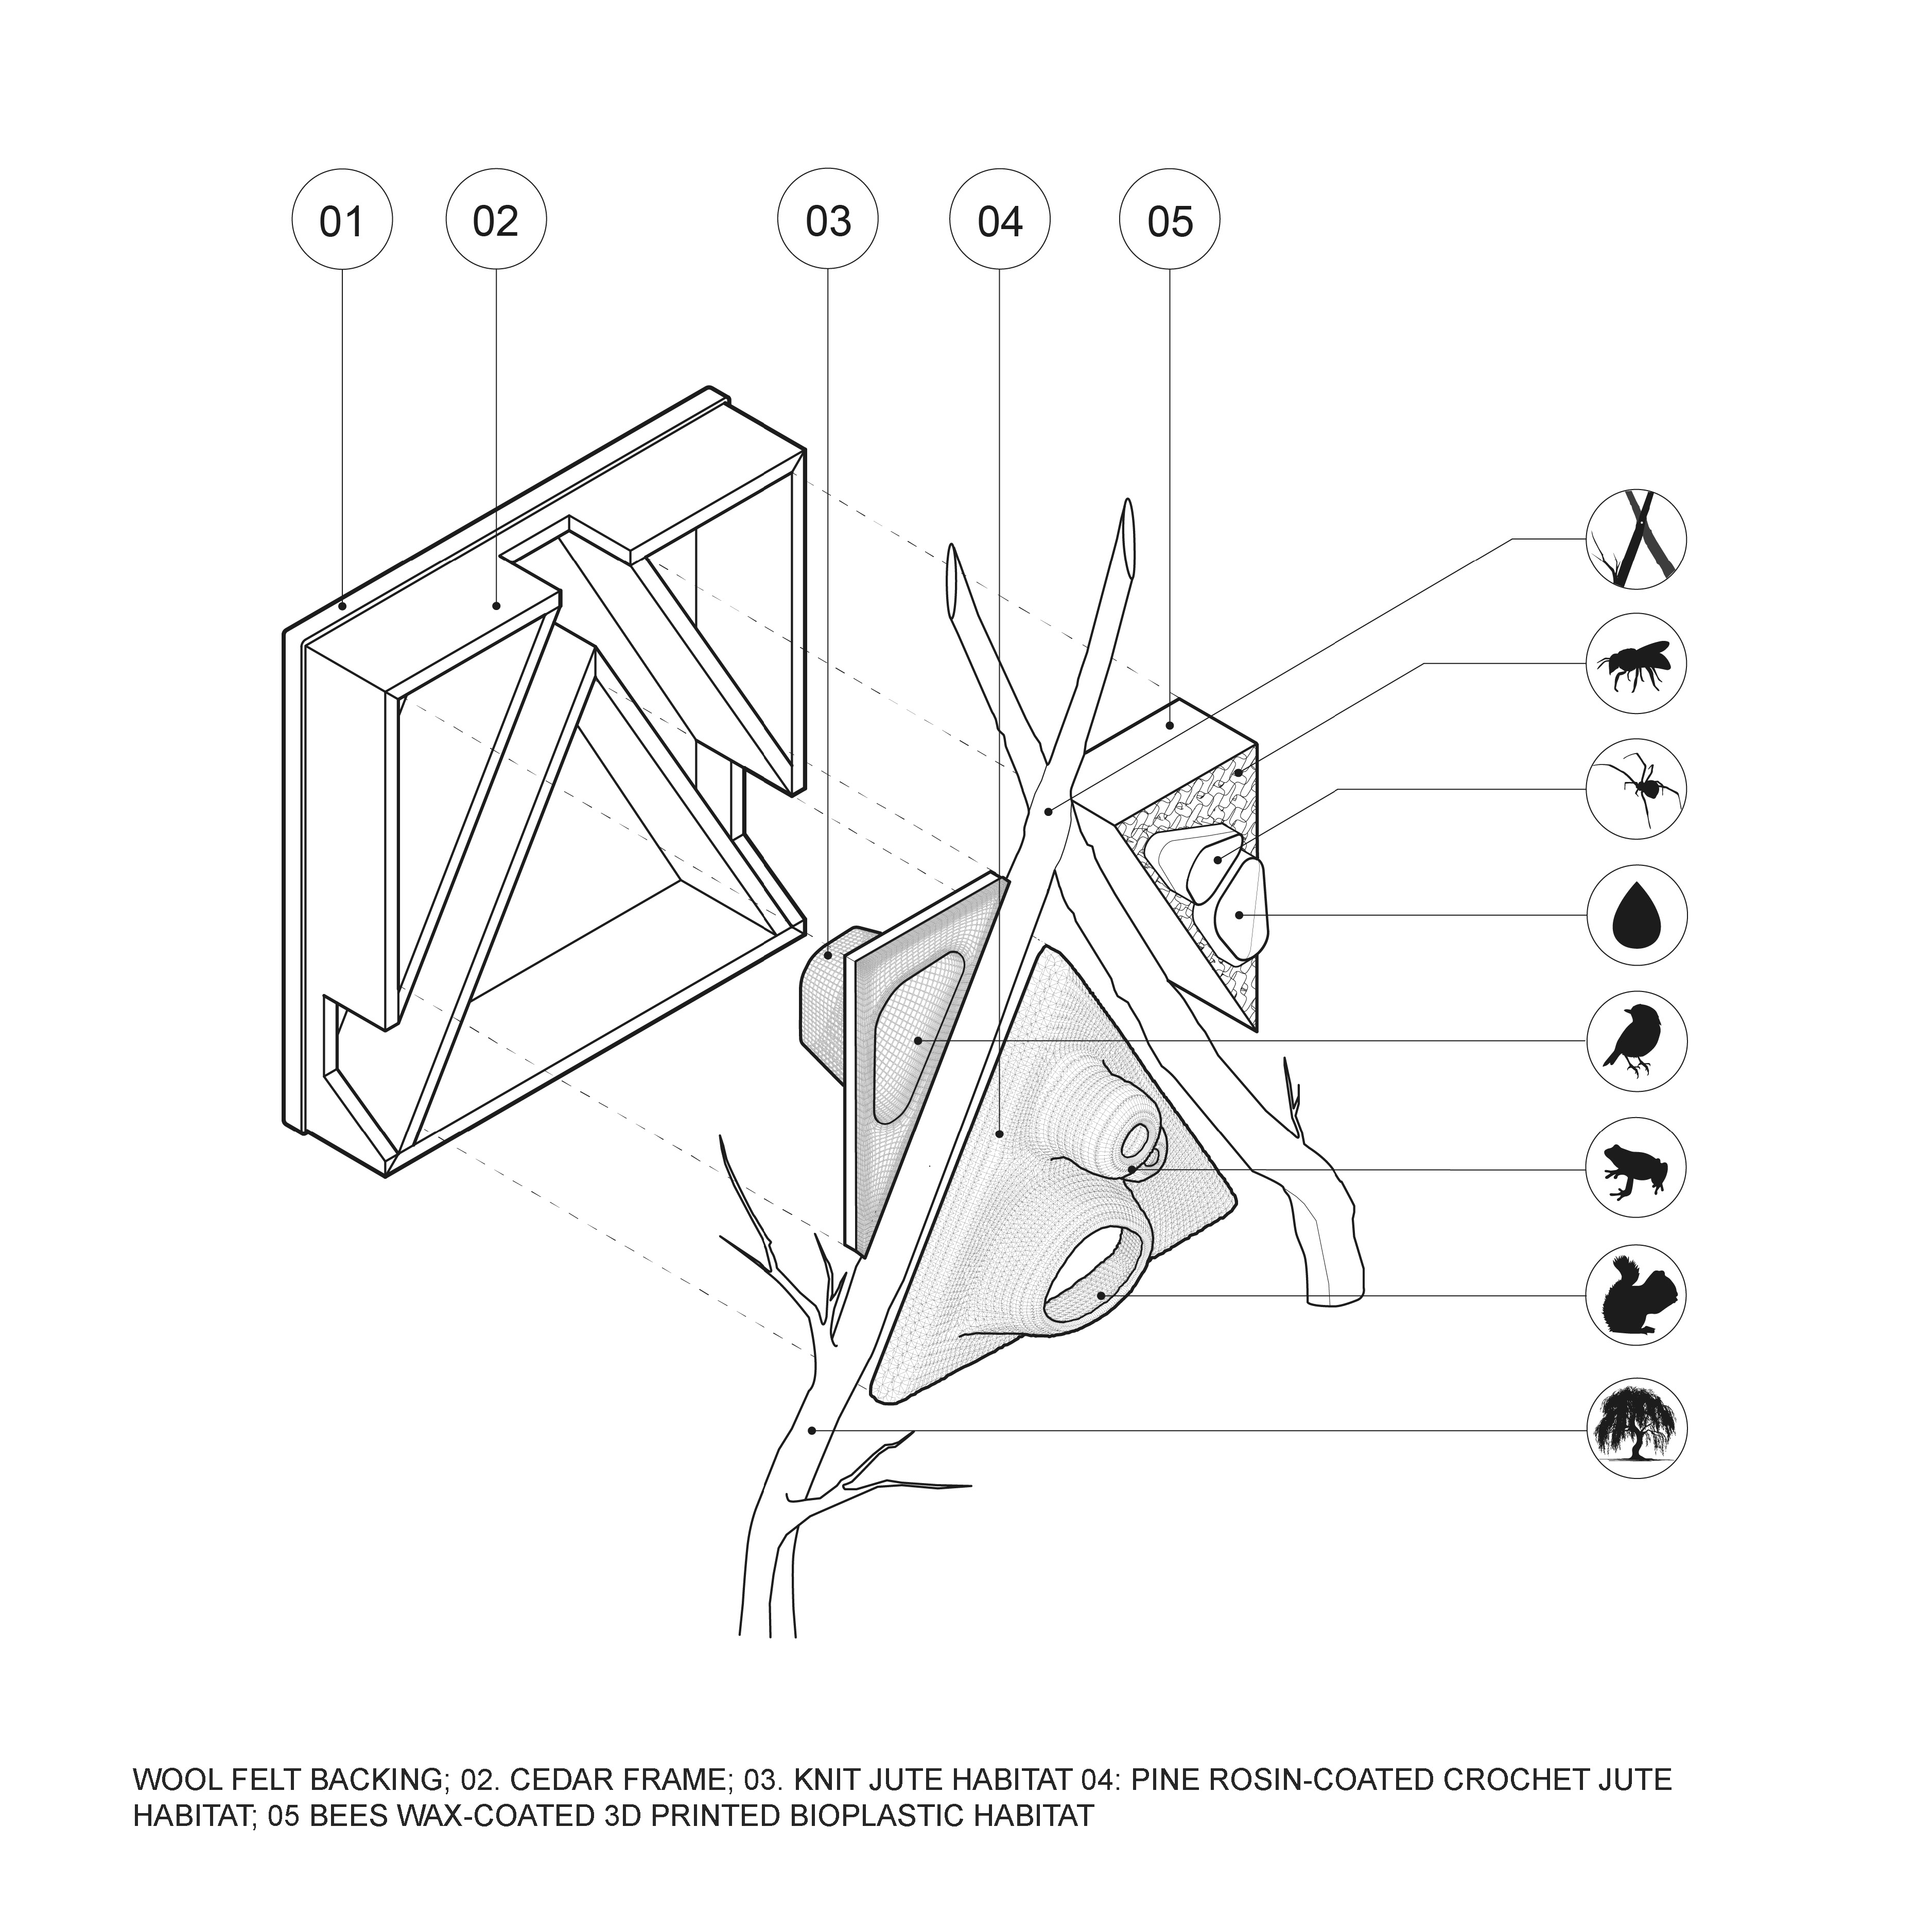 01 02 03 04 05
WOOL FELT BACKING; 02. CEDAR FRAME; 03. KNIT JUTE HABITAT 04: PINE ROSIN-COATED CROCHET JUTE
HABITAT; 05 BEES WAX-COATED 3D PRINTED BIOPLASTIC HABITAT